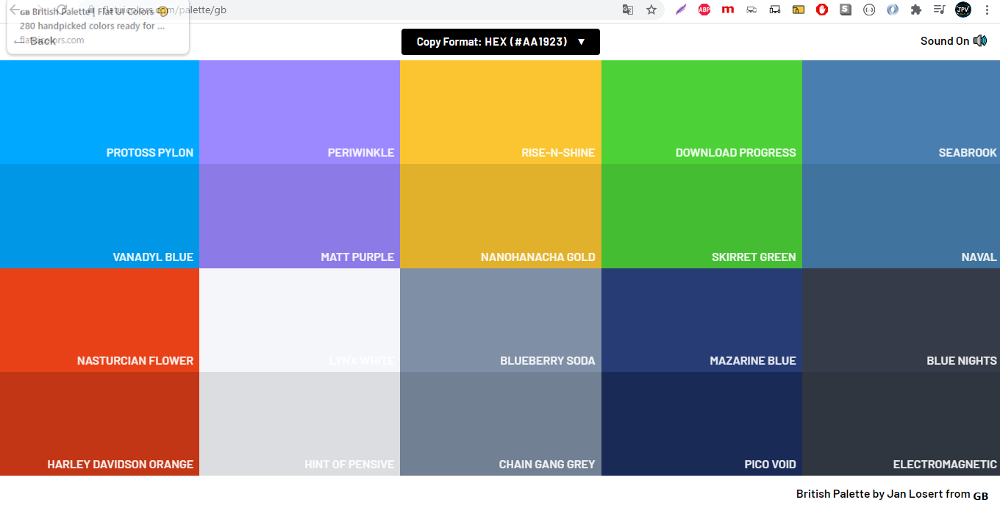 GB British Palette | Flat UI Colors
flatuicolors.com/palette/gb
280 handpicked colors ready for ...
flatuicolors.com
← Back
ABP
m
S
JPV
Copy Format: HEX (#AA1923) ▼
Sound On
PROTOSS PYLON
PERIWINKLE
RISE-N-SHINE
DOWNLOAD PROGRESS
SEABROOK
VANADYL BLUE
MATT PURPLE
NANOHANACHA GOLD
SKIRRET GREEN
NAVAL
NASTURCIAN FLOWER
LYNX WHITE
BLUEBERRY SODA
MAZARINE BLUE
BLUE NIGHTS
HARLEY DAVIDSON ORANGE
HINT OF PENSIVE
CHAIN GANG GREY
PICO VOID
ELECTROMAGNETIC
British Palette by Jan Losert from GB